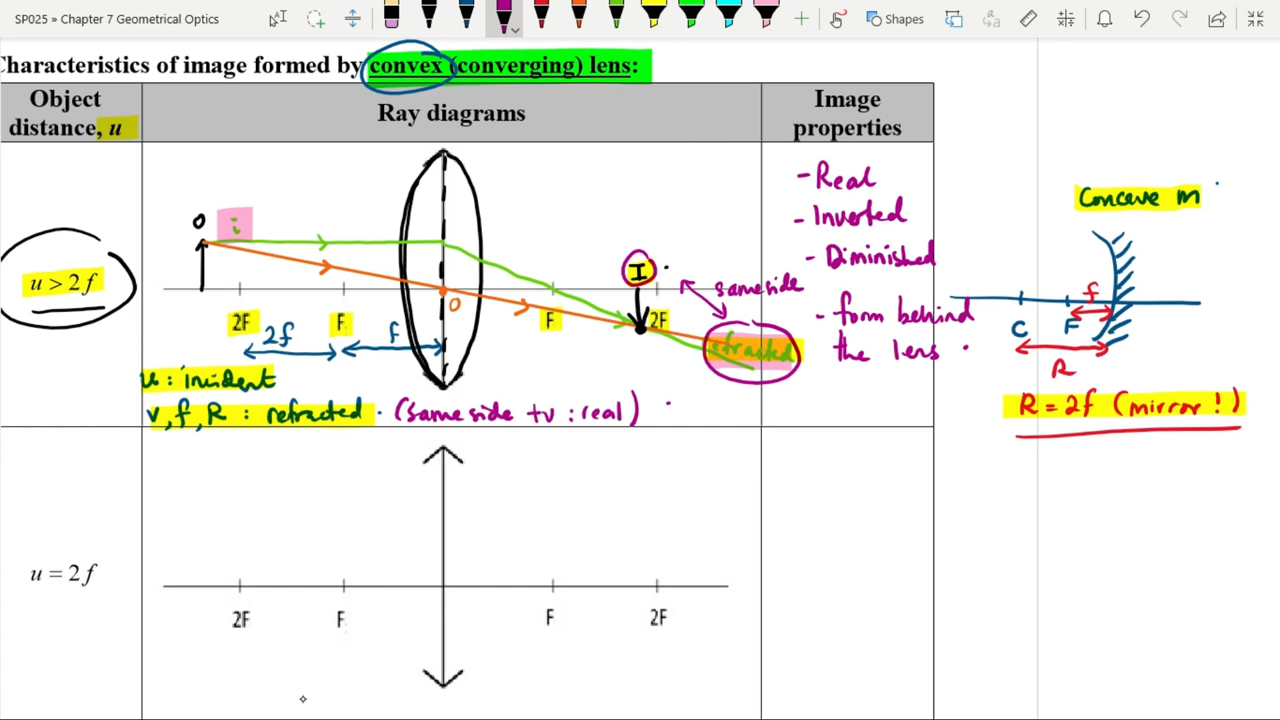 SP025 » Chapter 7 Geometrical Optics
Shapes
Characteristics of image formed by convex (converging) lens:
Object
distance, u
Ray diagrams
Image
properties
u > 2f
O
i
I
O
2F
F
F
2F
2f
f
refracted
same side
u : incident
v, f, R : refracted . (same side +v : real)
- Real
- Inverted
- Diminished
- form behind
the lens
Concave m
f
C
F
R
R = 2f (mirror !)
u = 2f
2F
F
F
2F